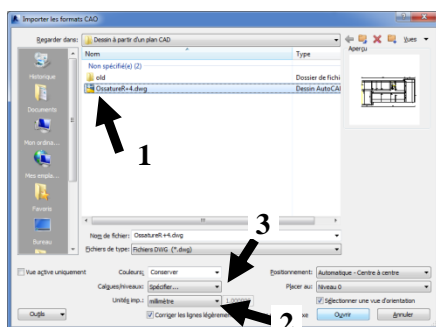 Importer les formats CAO
Regarder dans: Dessin à partir d'un plan CAD Vues
Nom Type
Aperçu
Non spécifié(e) (2)
old Dossier de fichi
OssatureR+4.dwg Dessin AutoCAI
Historique
Documents
Mon ordina...
Mes empla...
Favoris
Bureau
1
Nom de fichier: OssatureR+4.dwg
Fichiers de type: Fichiers DWG (*.dwg)
3
Vue active uniquement Couleurs: Conserver Positionnement: Automatique - Centre à centre
Calques/niveaux: Spécifier... Placer au: Niveau 0
Unités imp.: millimètre 1.000000 Sélectionner une vue d'orientation
Outils Corriger les lignes légèrement Ouvrir Annuler
2